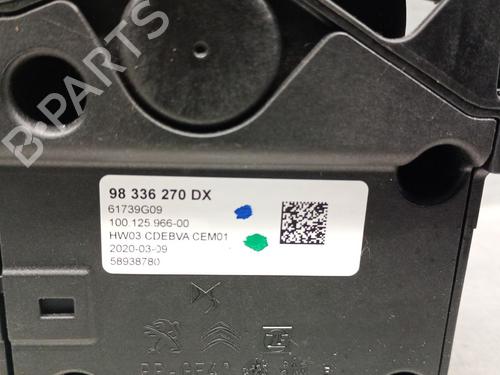 B-PARTS
98 336 270 DX
61739G09
100.125.966-00
HW03 CDEBVA CEM01
2020-03-09
58938780